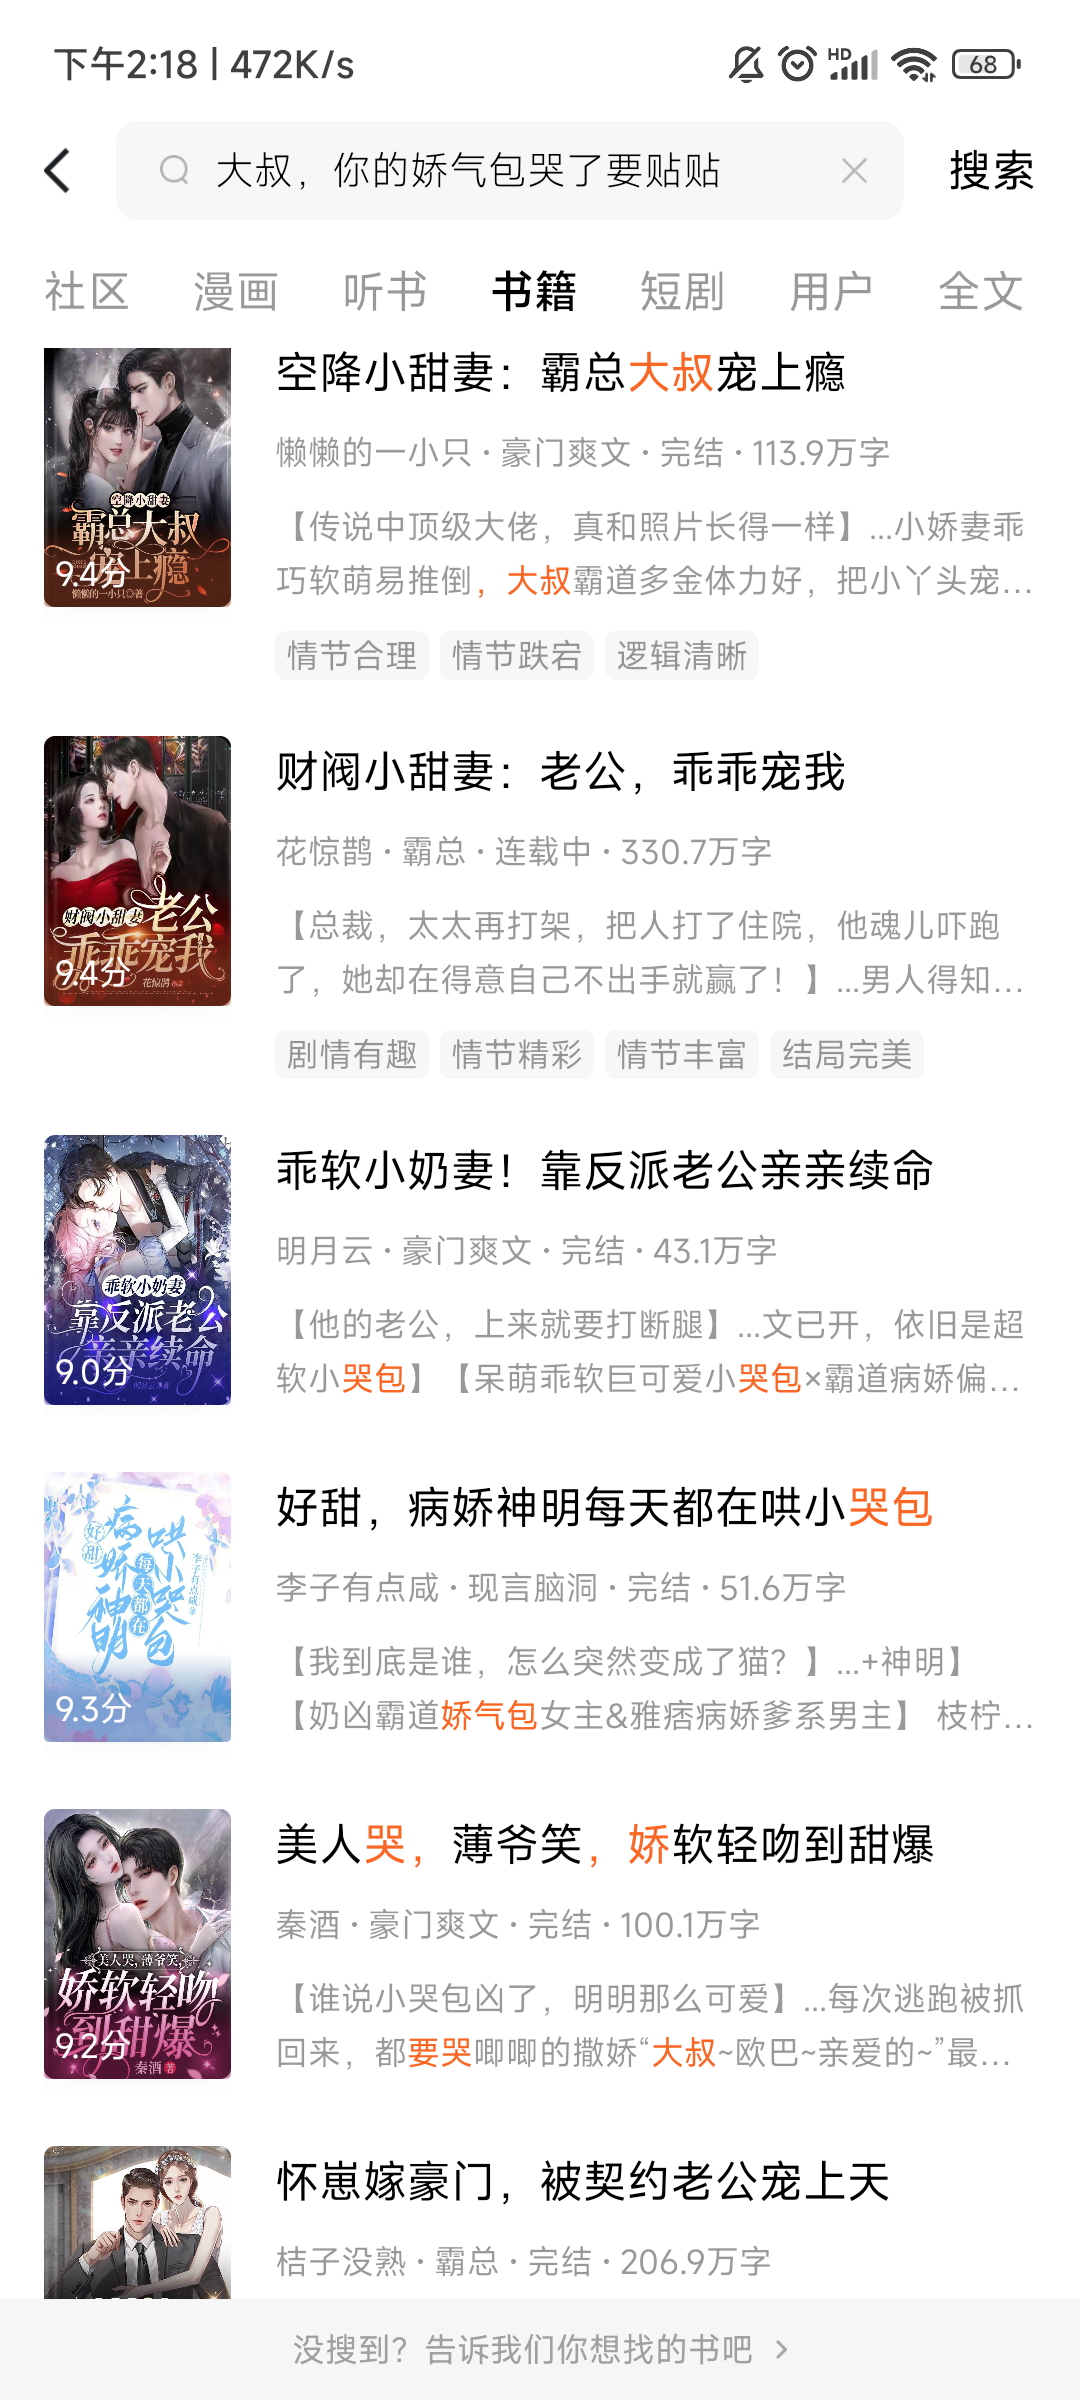 下午2:18 | 472K/s
HD
68
大叔，你的娇气包哭了要贴贴
搜索
社区 漫画 听书 书籍 短剧 用户 全文
空降小甜妻
霸总大叔
宠上瘾
懒懒的一小只◎著
9.4分
空降小甜妻：霸总大叔宠上瘾
懒懒的一小只·豪门爽文·完结·113.9万字
【传说中顶级大佬，真和照片长得一样】...小娇妻乖
巧软萌易推倒，大叔霸道多金体力好，把小丫头宠...
情节合理 情节跌宕 逻辑清晰
财阀小甜妻
老公
乖乖宠我
花惊鹊
9.4分
财阀小甜妻：老公，乖乖宠我
花惊鹊·霸总·连载中·330.7万字
【总裁，太太再打架，把人打了住院，他魂儿吓跑
了，她却在得意自己不出手就赢了！】...男人得知...
剧情有趣 情节精彩 情节丰富 结局完美
乖软小奶妻
靠反派老公
亲亲续命
9.0分
乖软小奶妻！靠反派老公亲亲续命
明月云·豪门爽文·完结·43.1万字
【他的老公，上来就要打断腿】...文已开，依旧是超
软小哭包】【呆萌乖软巨可爱小哭包×霸道病娇偏...
好甜
病娇神明
每天都在
哄小哭包
李子有点咸
9.3分
好甜，病娇神明每天都在哄小哭包
李子有点咸·现言脑洞·完结·51.6万字
【我到底是谁，怎么突然变成了猫？】...+神明】
【奶凶霸道娇气包女主&雅痞病娇爹系男主】 枝柠...
美人哭，薄爷笑，
娇软轻吻
到甜爆
秦酒 著
9.2分
美人哭，薄爷笑，娇软轻吻到甜爆
秦酒·豪门爽文·完结·100.1万字
【谁说小哭包凶了，明明那么可爱】...每次逃跑被抓
回来，都要哭唧唧的撒娇“大叔~欧巴~亲爱的~”最...
怀崽嫁豪门，被契约老公宠上天
桔子没熟·霸总·完结·206.9万字
没搜到？告诉我们你想找的书吧 >